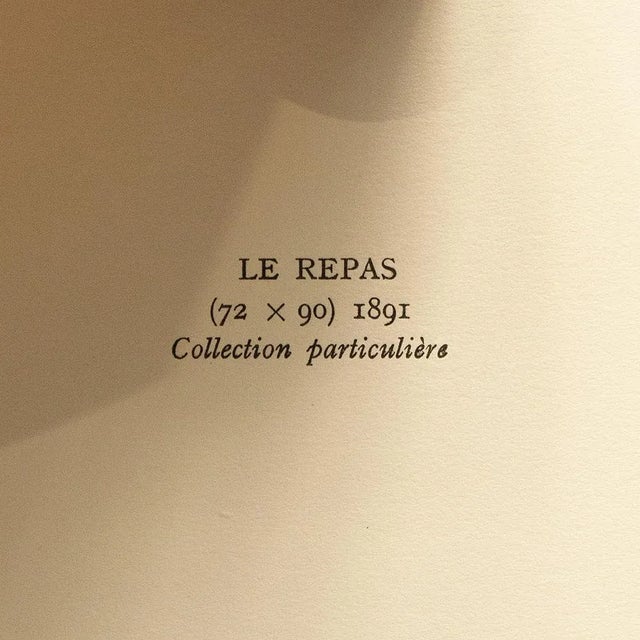 LE REPAS
(72 × 90) 1891
Collection particulière